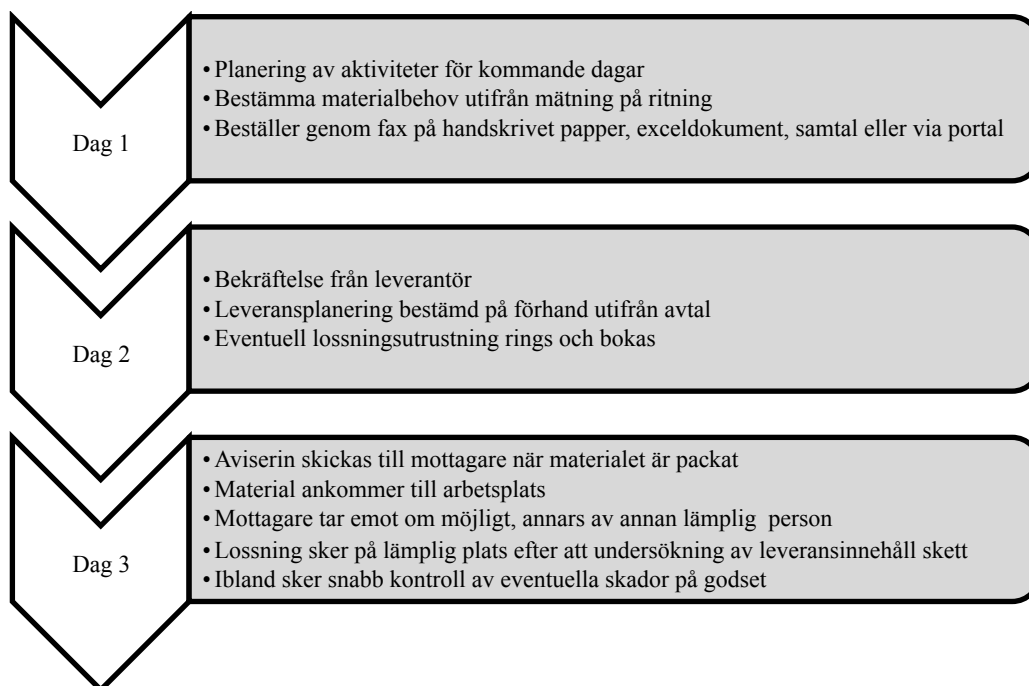 Dag 1
• Planering av aktiviteter för kommande dagar
• Bestämma materialbehov utifrån mätning på ritning
• Beställer genom fax på handskrivet papper, exceldokument, samtal eller via portal
Dag 2
• Bekräftelse från leverantör
• Leveransplanering bestämd på förhand utifrån avtal
• Eventuell lossningsutrustning rings och bokas
Dag 3
• Aviserin skickas till mottagare när materialet är packat
• Material ankommer till arbetsplats
• Mottagare tar emot om möjligt, annars av annan lämplig  person
• Lossning sker på lämplig plats efter att undersökning av leveransinnehåll skett
• Ibland sker snabb kontroll av eventuella skador på godset